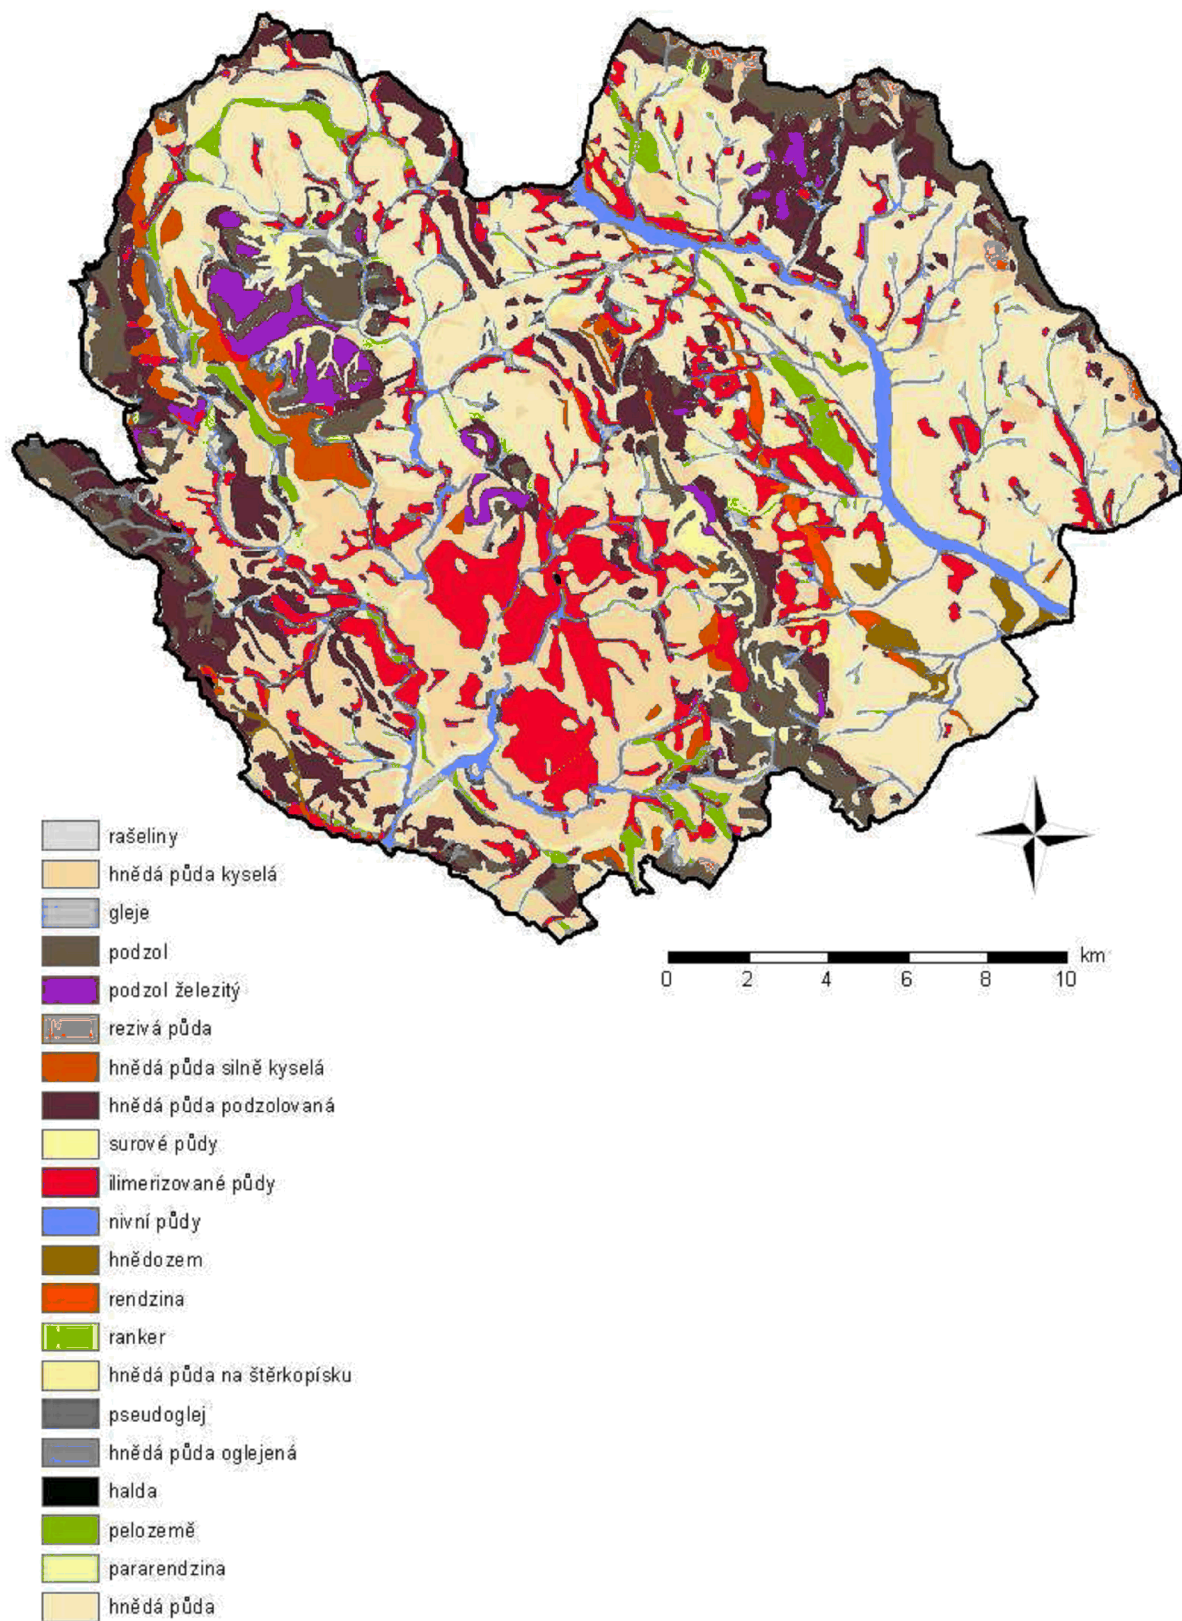 rašeliny
hnědá půda kyselá
gleje
podzol
podzol železitý
rezivá půda
hnědá půda silně kyselá
hnědá půda podzolovaná
surové půdy
ilimerizované půdy
nivní půdy
hnědozem
rendzina
ranker
hnědá půda na štěrkopísku
pseudoglej
hnědá půda oglejená
halda
pelozemě
pararendzina
hnědá půda
km
0 2 4 6 8 10